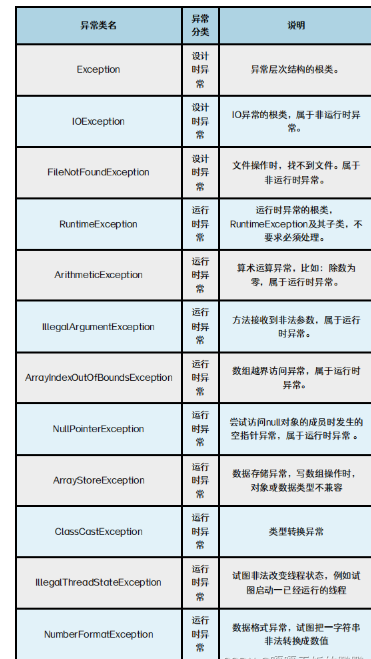 异常类名 异常分类 说明
Exception 设计时异常 异常层次结构的根类。
IOException 设计时异常 IO异常的根类，属于非运行时异常。
FileNotFoundException 设计时异常 文件操作时，找不到文件。属于非运行时异常。
RuntimeException 运行时异常 运行时异常的根类，RuntimeException及其子类，不要求必须处理。
ArithmeticException 运行时异常 算术运算异常，比如：除数为零，属于运行时异常。
IllegalArgumentException 运行时异常 方法接收到非法参数，属于运行时异常。
ArrayIndexOutOfBoundsException 运行时异常 数组越界访问异常，属于运行时异常。
NullPointerException 运行时异常 尝试访问null对象的成员时发生的空指针异常，属于运行时异常 。
ArrayStoreException 运行时异常 数据存储异常，写数组操作时，对象或数据类型不兼容
ClassCastException 运行时异常 类型转换异常
IllegalThreadStateException 运行时异常 试图非法改变线程状态，例如试图启动一已经运行的线程
NumberFormatException 运行时异常 数据格式异常，试图把一字符串非法转换成数值